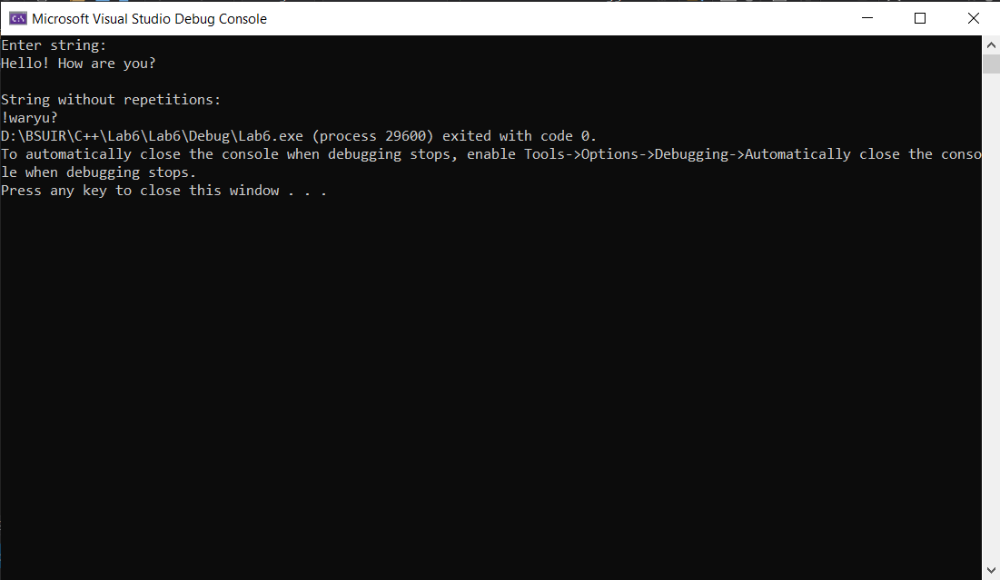 Microsoft Visual Studio Debug Console
Enter string:
Hello! How are you?
String without repetitions:
!waryu?
D:\BSUIR\C++\Lab6\Lab6\Debug\Lab6.exe (process 29600) exited with code 0.
To automatically close the console when debugging stops, enable Tools->Options->Debugging->Automatically close the conso
le when debugging stops.
Press any key to close this window . . .